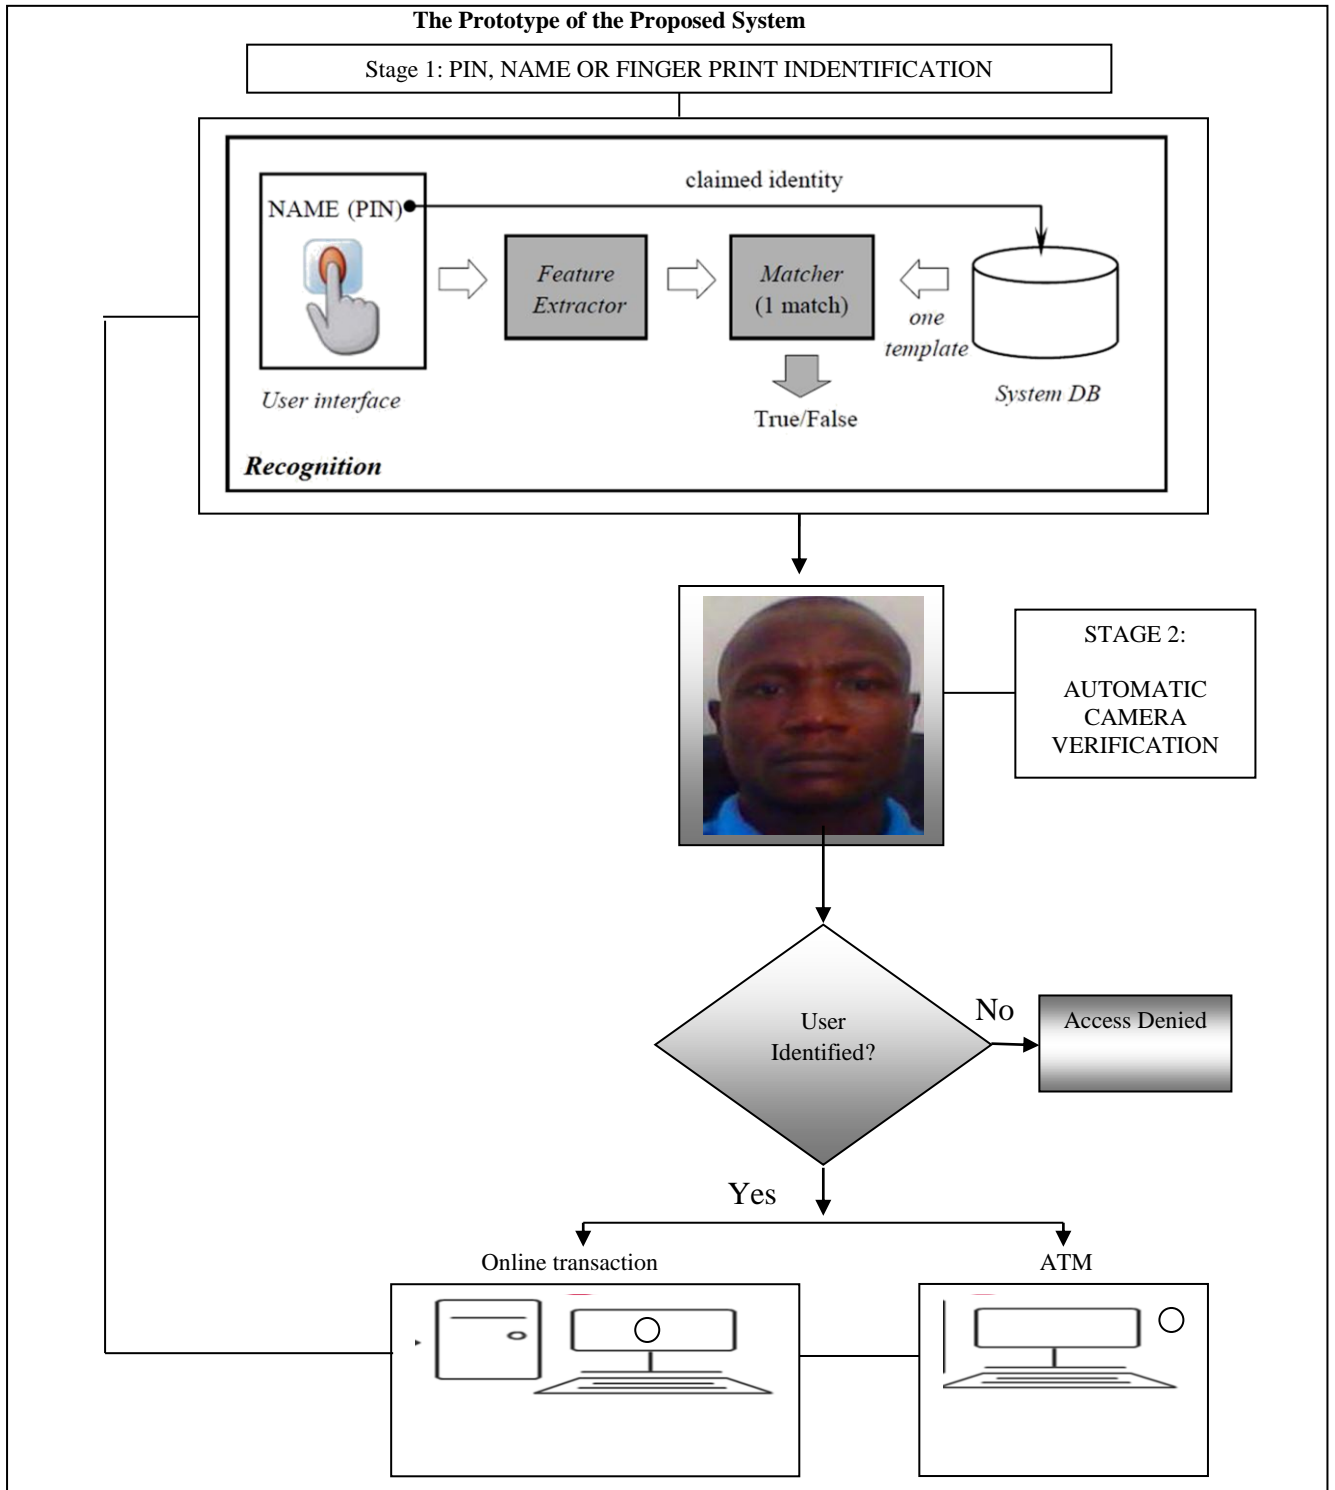 The Prototype of the Proposed System
Stage 1: PIN, NAME OR FINGER PRINT INDENTIFICATION
claimed identity
NAME (PIN)
Feature
Extractor
Matcher
(1 match)
one
template
User interface
System DB
True/False
Recognition
STAGE 2:
AUTOMATIC
CAMERA
VERIFICATION
User
Identified?
No
Access Denied
Yes
Online transaction
ATM